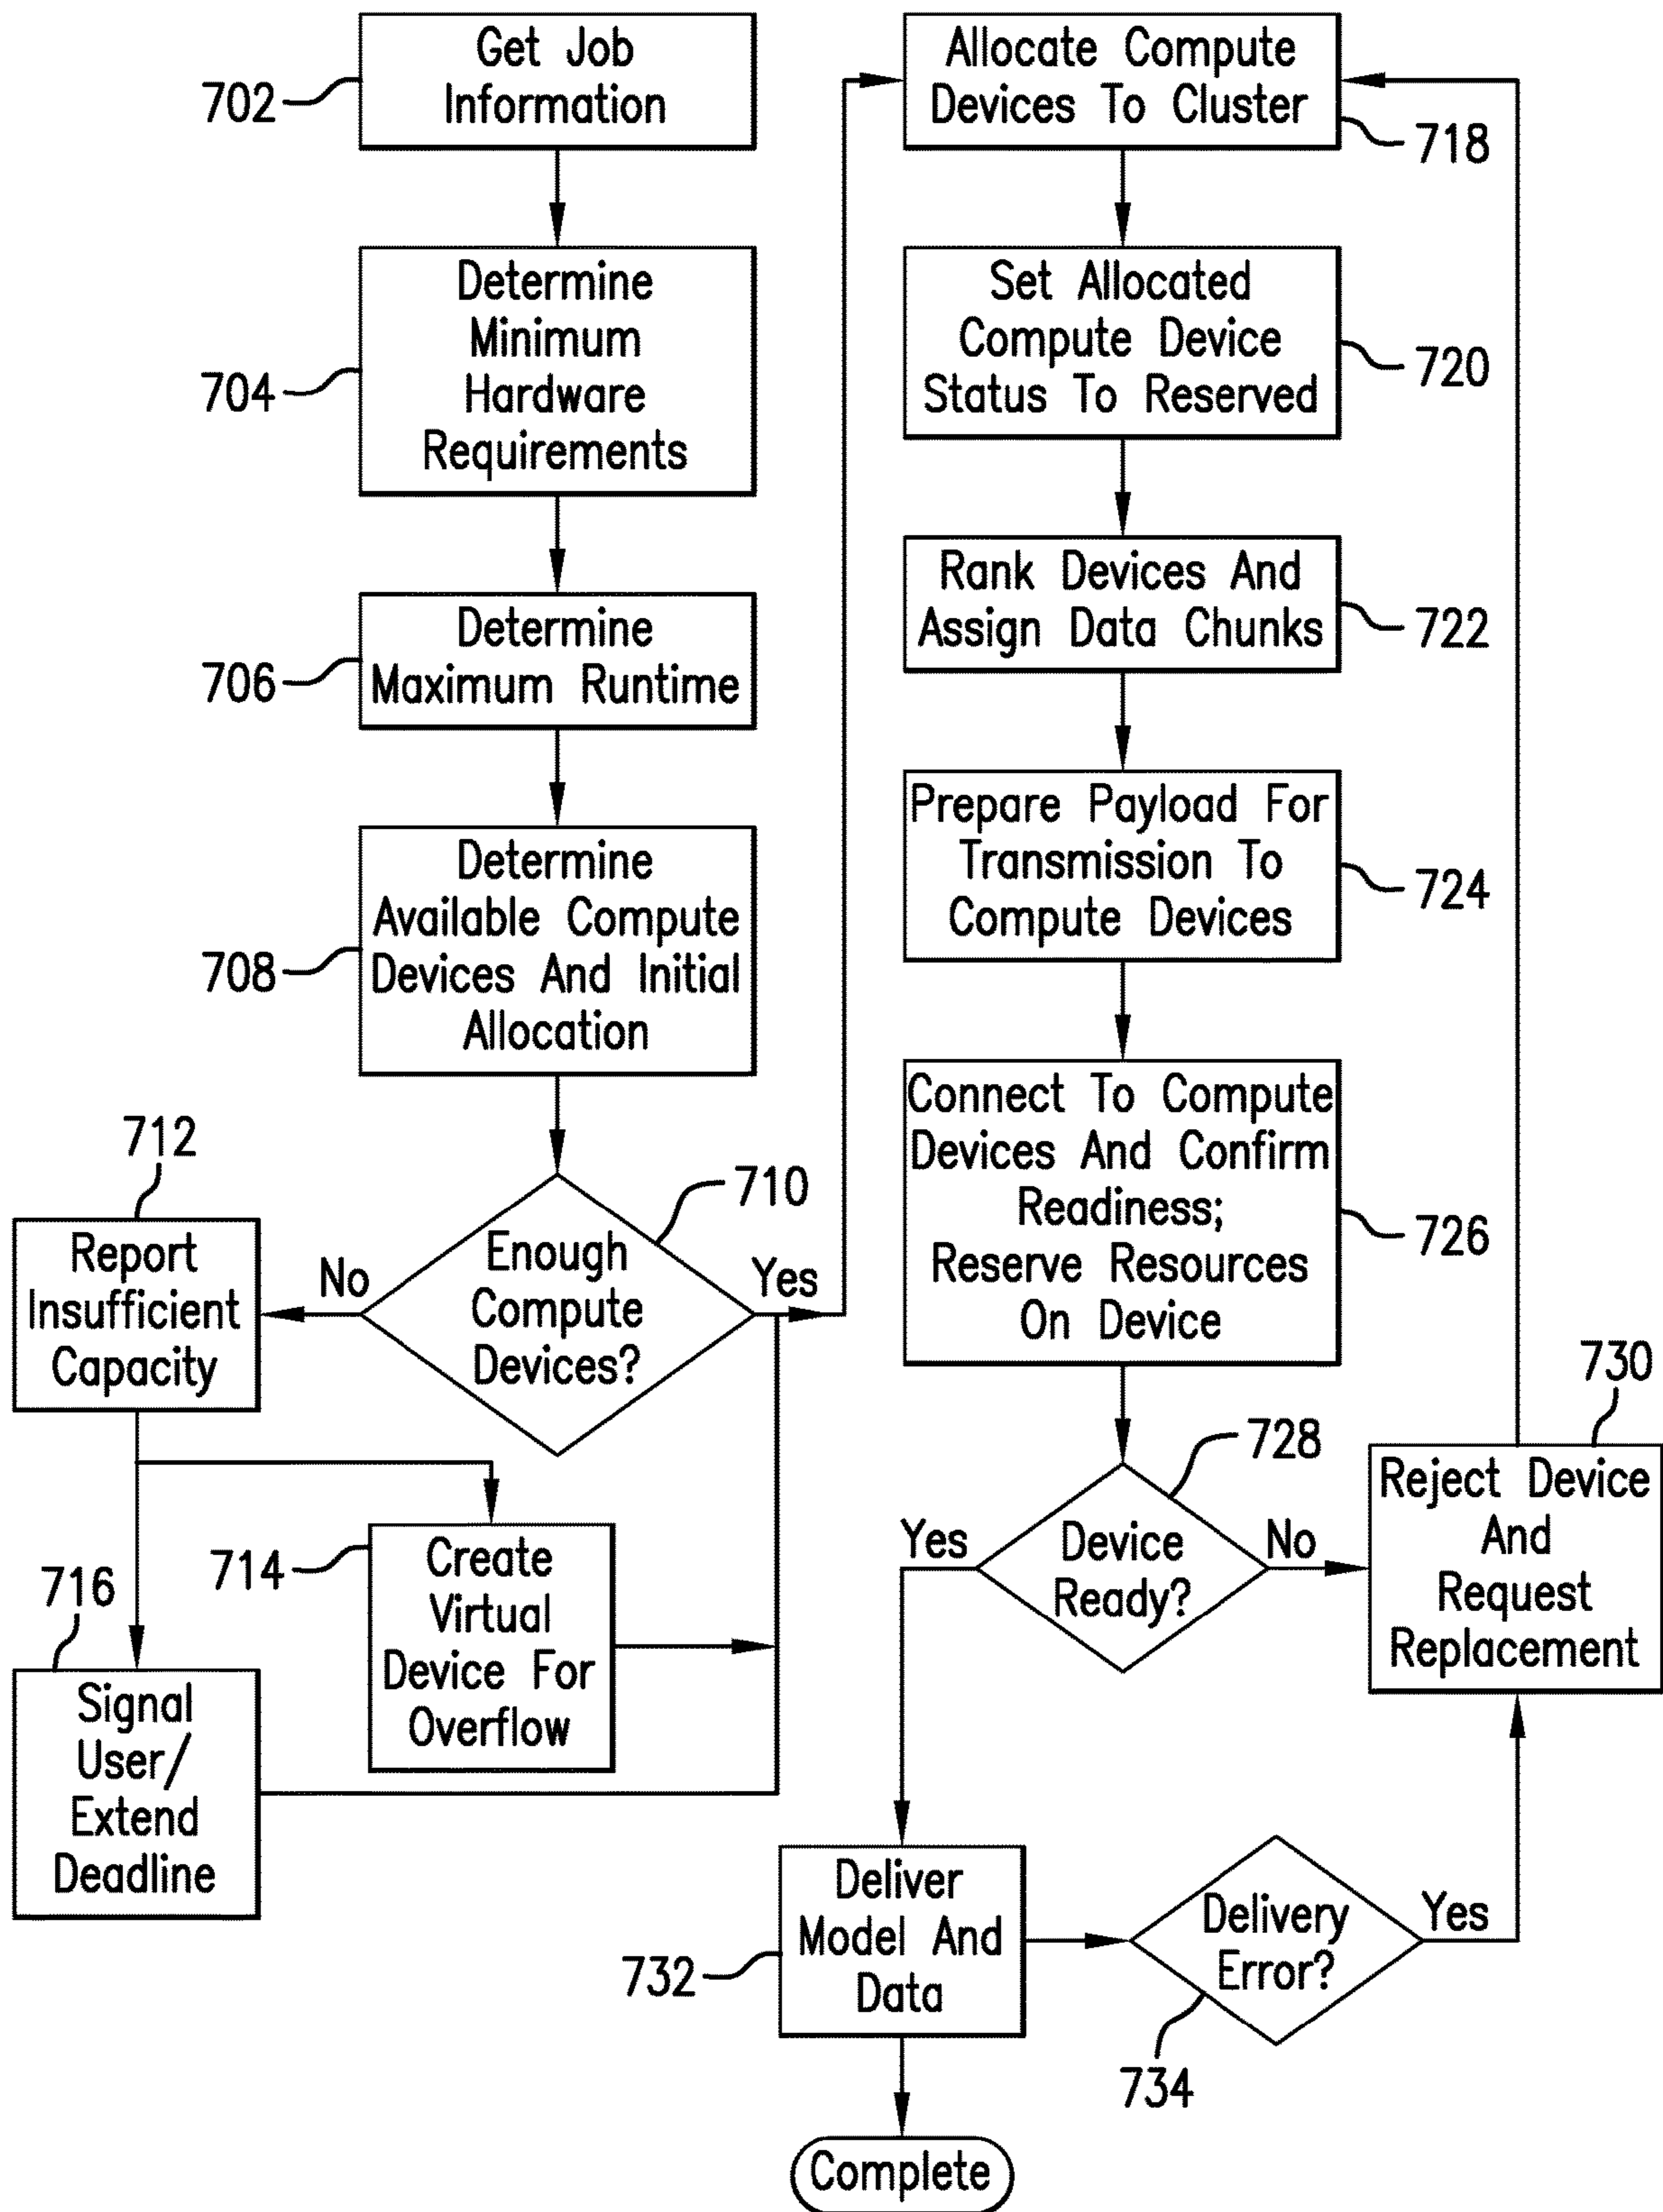 Get Job
Information
702
Determine
Minimum
Hardware
Requirements
704
Determine
Maximum Runtime
706
Determine
Available Compute
Devices And Initial
Allocation
708
Enough
Compute
Devices?
710
No
Yes
712
Report
Insufficient
Capacity
714
Create
Virtual
Device For
Overflow
716
Signal
User/
Extend
Deadline
Allocate Compute
Devices To Cluster
718
Set Allocated
Compute Device
Status To Reserved
720
Rank Devices And
Assign Data Chunks
722
Prepare Payload For
Transmission To
Compute Devices
724
Connect To Compute
Devices And Confirm
Readiness;
Reserve Resources
On Device
726
728
Device
Ready?
Yes
No
730
Reject Device
And
Request
Replacement
Deliver
Model And
Data
732
Delivery
Error?
Yes
734
Complete